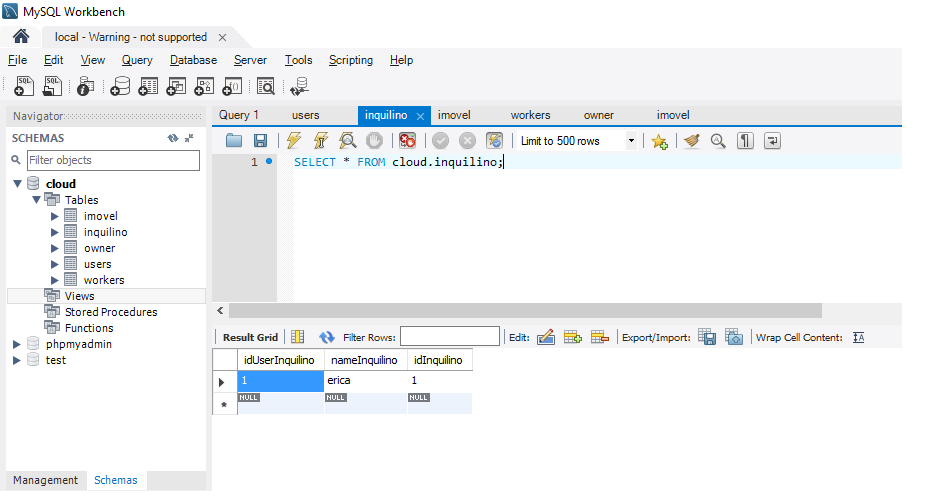 MySQL Workbench
local - Warning - not supported
File Edit View Query Database Server Tools Scripting Help
SQL SQL
Navigator
SCHEMAS
Filter objects
cloud
Tables
imovel
inquilino
owner
users
workers
Views
Stored Procedures
Functions
phpmyadmin
test
Management Schemas
Query 1 users inquilino imovel workers owner imovel
Limit to 500 rows
1 SELECT * FROM cloud.inquilino;
Result Grid Filter Rows: Edit: Export/Import: Wrap Cell Content: IA
idUserInquilino nameInquilino idInquilino
1 erica 1
* NULL NULL NULL